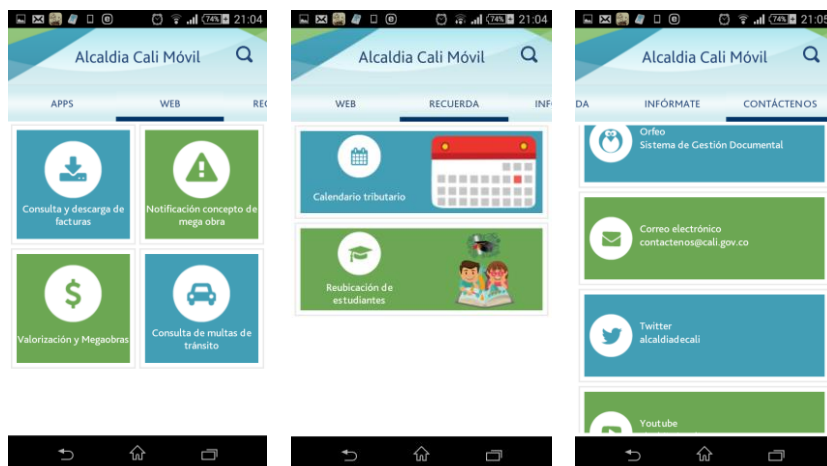 74% 21:04
Alcaldia Cali Móvil
APPS WEB REC
Consulta y descarga de
facturas
Notificación concepto de
mega obra
Valorización y Megaobras
Consulta de multas de
tránsito
74% 21:04
Alcaldia Cali Móvil
WEB RECUERDA INF
Calendario tributario
Reubicación de
estudiantes
74% 21:05
Alcaldia Cali Móvil
DA INFÓRMATE CONTÁCTENOS
Orfeo
Sistema de Gestión Documental
Correo electrónico
contactenos@cali.gov.co
Twitter
alcaldiadecali
Youtube